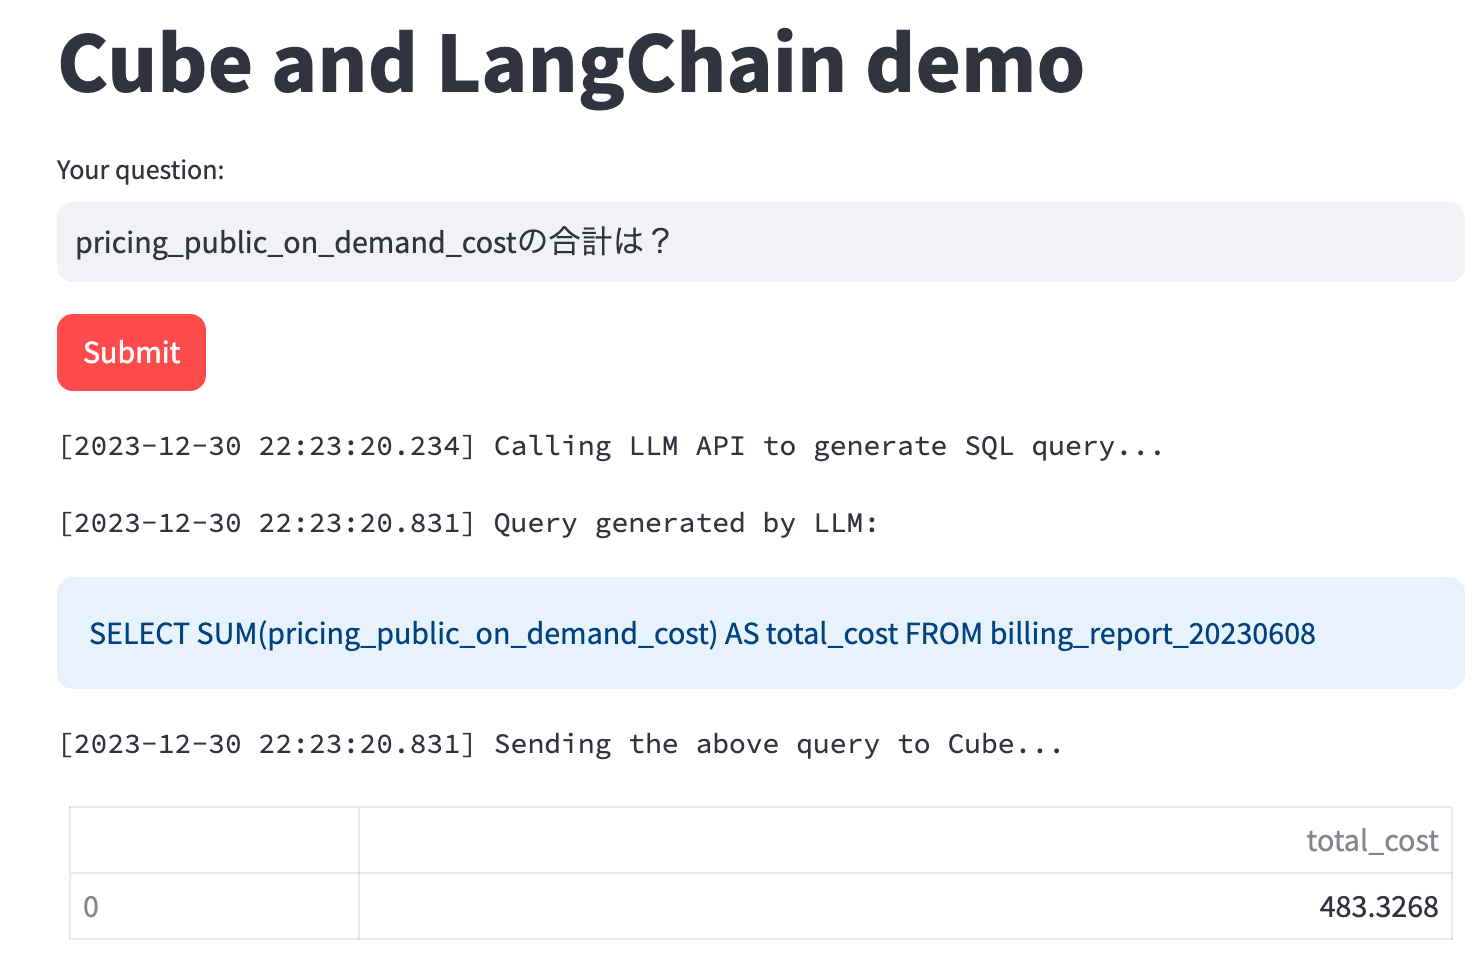 Cube and LangChain demo
Your question:
pricing_public_on_demand_costの合計は？
Submit
[2023-12-30 22:23:20.234] Calling LLM API to generate SQL query...
[2023-12-30 22:23:20.831] Query generated by LLM:
SELECT SUM(pricing_public_on_demand_cost) AS total_cost FROM billing_report_20230608
[2023-12-30 22:23:20.831] Sending the above query to Cube...
total_cost
0 483.3268